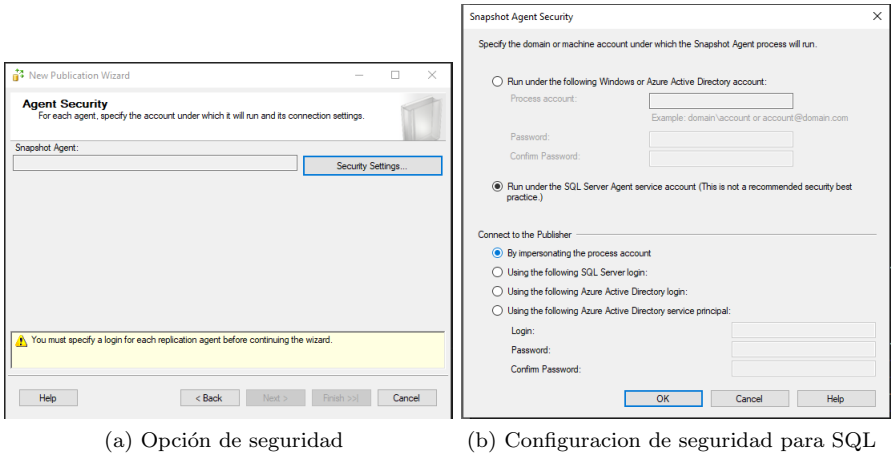 New Publication Wizard
Agent Security
For each agent, specify the account under which it will run and its connection settings.
Snapshot Agent:
Security Settings...
You must specify a login for each replication agent before continuing the wizard.
Help
< Back
Next >
Finish >>|
Cancel
(a) Opción de seguridad
Snapshot Agent Security
Specify the domain or machine account under which the Snapshot Agent process will run.
Run under the following Windows or Azure Active Directory account:
Process account:
Example: domain\account or account@domain.com
Password:
Confirm Password:
Run under the SQL Server Agent service account (This is not a recommended security best
practice.)
Connect to the Publisher
By impersonating the process account
Using the following SQL Server login:
Using the following Azure Active Directory login:
Using the following Azure Active Directory service principal:
Login:
Password:
Confirm Password:
OK
Cancel
Help
(b) Configuracion de seguridad para SQL